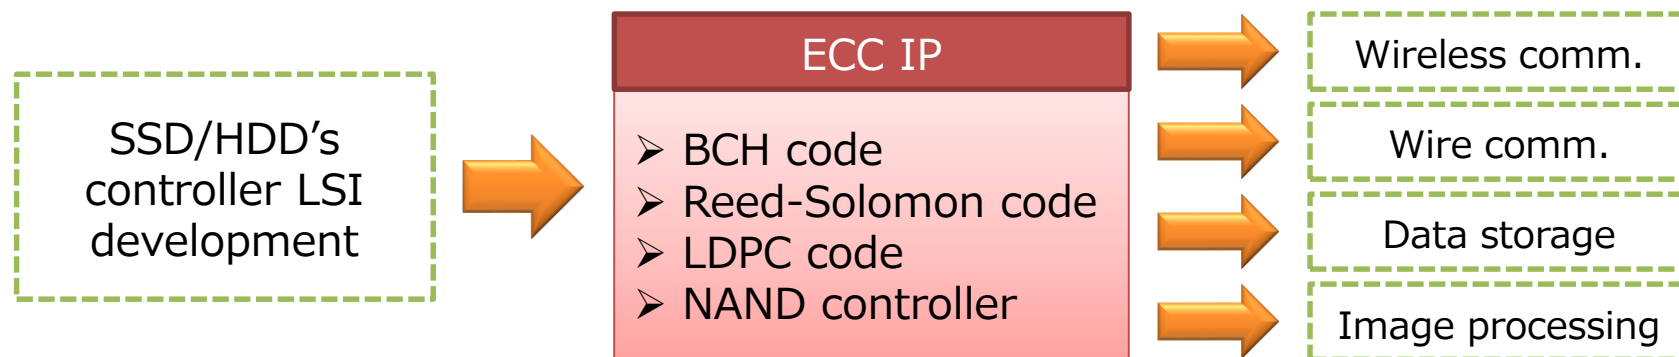 SSD/HDD’s
controller LSI
development
ECC IP
➢ BCH code
➢ Reed-Solomon code
➢ LDPC code
➢ NAND controller
Wireless comm.
Wire comm.
Data storage
Image processing